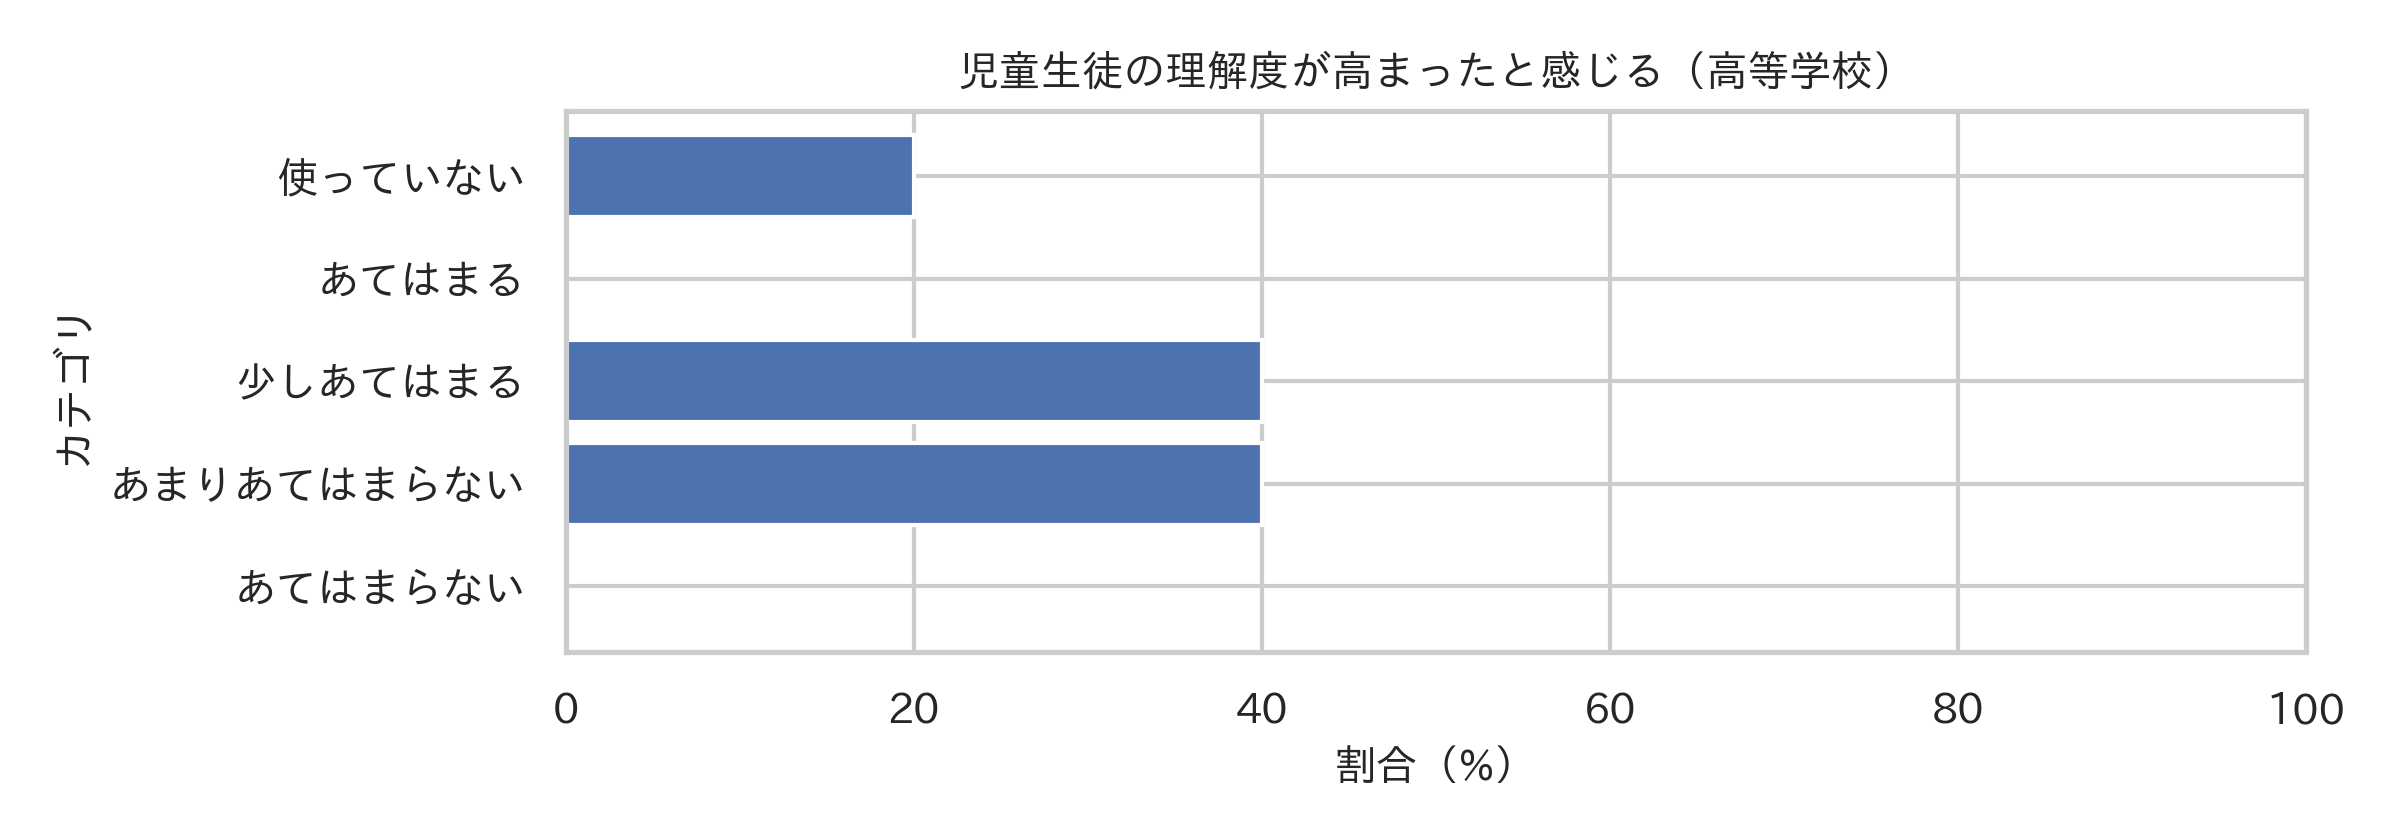 児童生徒の理解度が高まったと感じる（高等学校）
カテゴリ
使っていない
あてはまる
少しあてはまる
あまりあてはまらない
あてはまらない
0 20 40 60 80 100
割合（%）